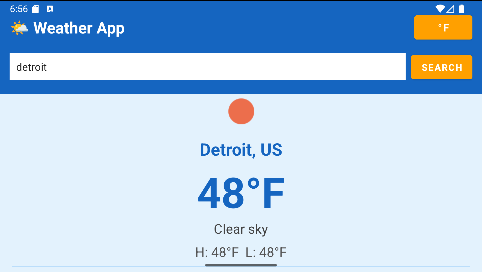 6:56
Weather App
°F
detroit
SEARCH
Detroit, US
48°F
Clear sky
H: 48°F L: 48°F